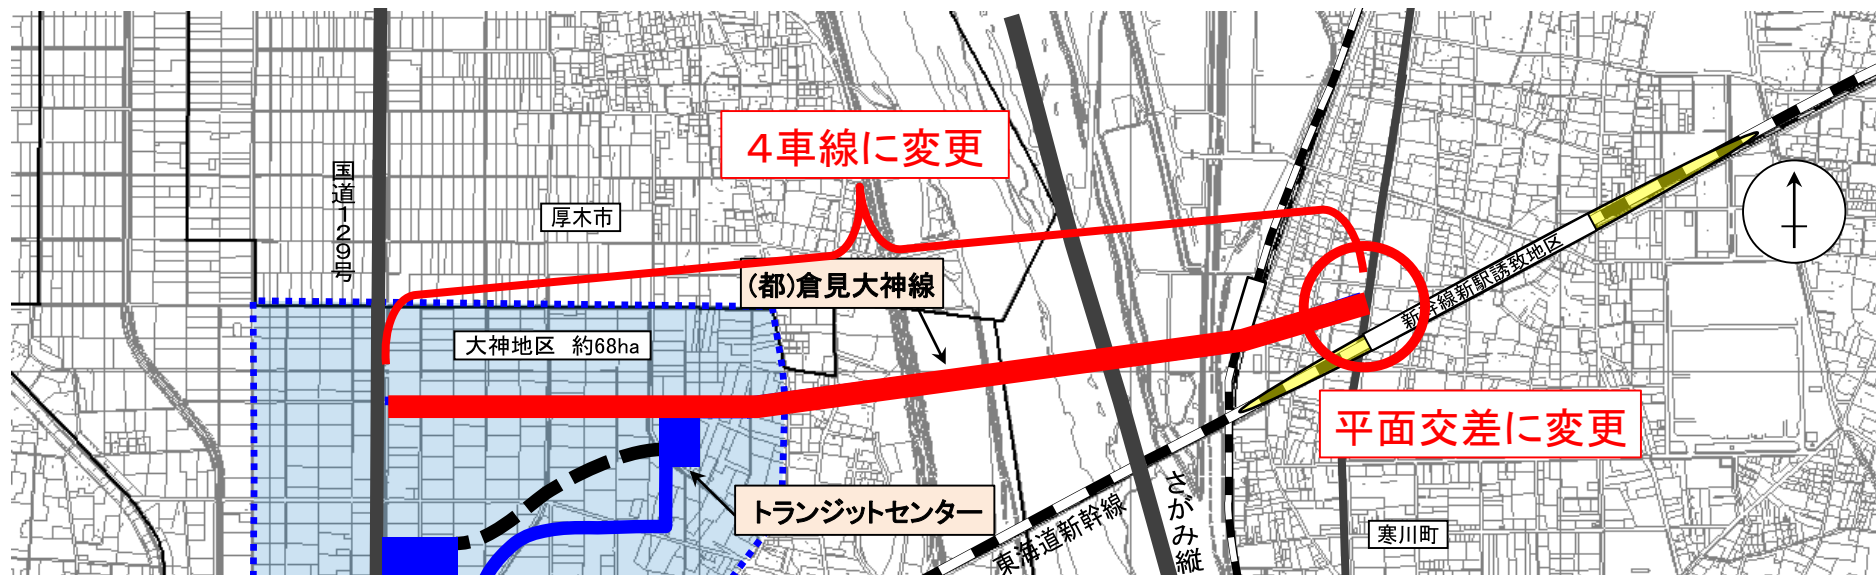 ４車線に変更
国道129号
厚木市
(都)倉見大神線
新幹線新駅誘致地区
大神地区　約68ha
平面交差に変更
トランジットセンター
東海道新幹線
さがみ縦
寒川町